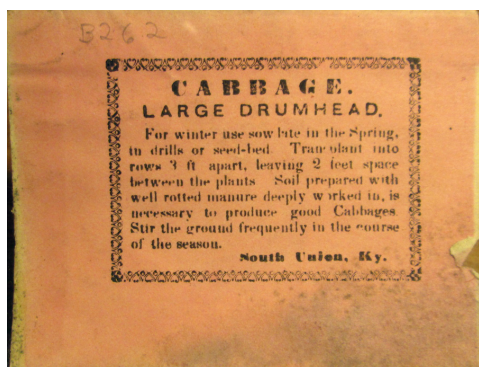 B262
CABBAGE.
LARGE DRUMHEAD.
For winter use sow late in the Spring,
in drills or seed-bed. Transplant into
rows 3 ft apart, leaving 2 feet space
between the plants Soil prepared with
well rotted manure deeply worked in, is
necessary to produce good Cabbages
Stir the ground frequently in the course
of the season.
South Union, Ky.